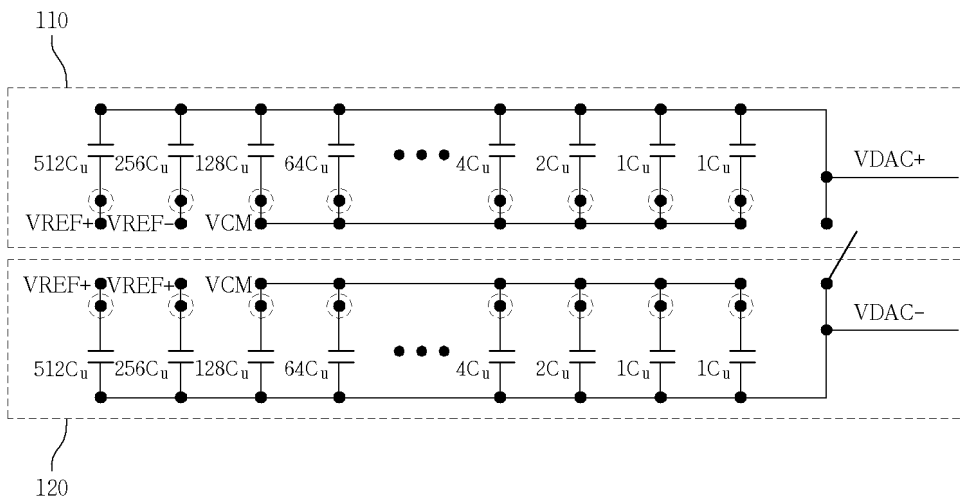 110
512Cu 256Cu 128Cu 64Cu 4Cu 2Cu 1Cu 1Cu VDAC+
VREF+ VREF- VCM
VREF+ VREF+ VCM
VDAC-
512Cu 256Cu 128Cu 64Cu 4Cu 2Cu 1Cu 1Cu
120